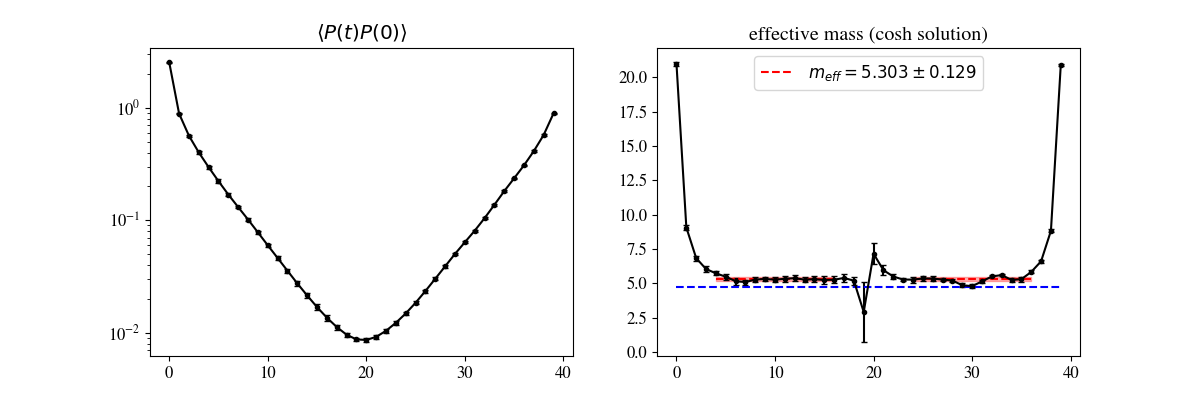 ⟨P(t)P(0)⟩
10⁰
10⁻¹
10⁻²
0 10 20 30 40
effective mass (cosh solution)
m_eff = 5.303 ± 0.129
20.0
17.5
15.0
12.5
10.0
7.5
5.0
2.5
0.0
0 10 20 30 40